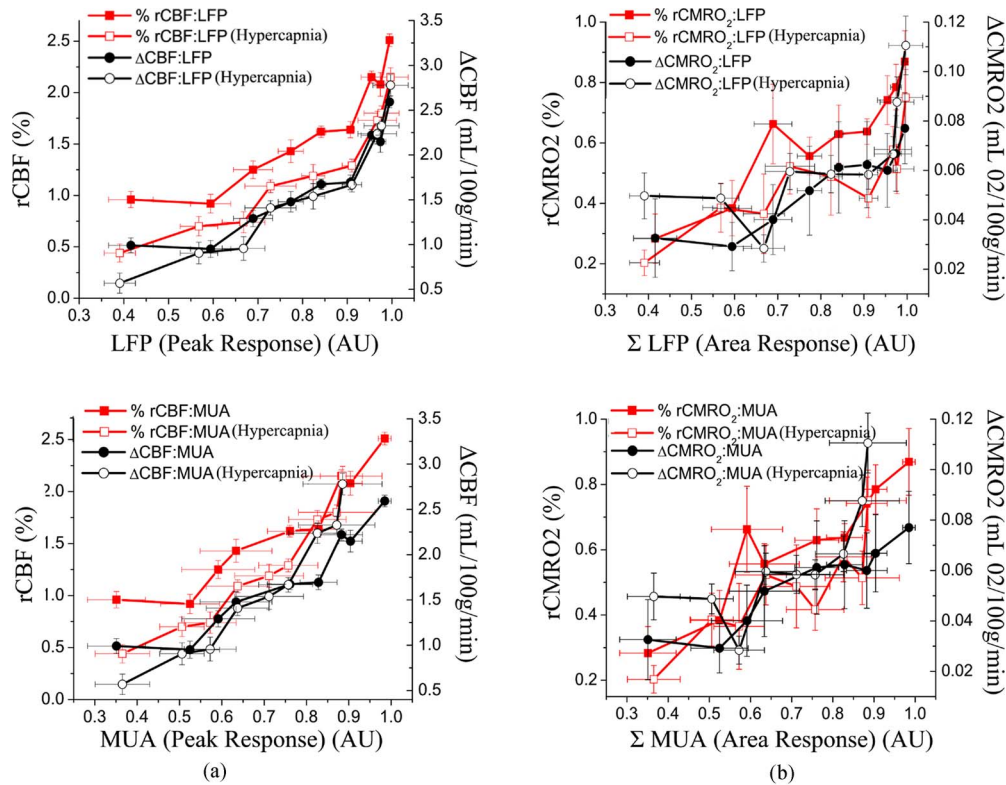 % rCBF:LFP
% rCBF:LFP (Hypercapnia)
ΔCBF:LFP
ΔCBF:LFP (Hypercapnia)
rCBF (%)
2.5
2.0
1.5
1.0
0.5
0.0
3.5
3.0
2.5
2.0
1.5
1.0
0.5
ΔCBF (mL/100g/min)
0.3 0.4 0.5 0.6 0.7 0.8 0.9 1.0
LFP (Peak Response) (AU)
% rCMRO2:LFP
% rCMRO2:LFP (Hypercapnia)
ΔCMRO2:LFP
ΔCMRO2:LFP (Hypercapnia)
rCMRO2 (%)
1.0
0.8
0.6
0.4
0.2
0.12
0.10
0.08
0.06
0.04
0.02
ΔCMRO2 (mL 02/100g/min)
0.3 0.4 0.5 0.6 0.7 0.8 0.9 1.0
Σ LFP (Area Response) (AU)
% rCBF:MUA
% rCBF:MUA (Hypercapnia)
ΔCBF:MUA
ΔCBF:MUA (Hypercapnia)
rCBF (%)
2.5
2.0
1.5
1.0
0.5
0.0
3.5
3.0
2.5
2.0
1.5
1.0
0.5
ΔCBF (mL/100g/min)
0.3 0.4 0.5 0.6 0.7 0.8 0.9 1.0
MUA (Peak Response) (AU)
(a)
% rCMRO2:MUA
% rCMRO2:MUA (Hypercapnia)
ΔCMRO2:MUA
ΔCMRO2:MUA (Hypercapnia)
rCMRO2 (%)
1.0
0.8
0.6
0.4
0.2
0.12
0.10
0.08
0.06
0.04
0.02
ΔCMRO2 (mL 02/100g/min)
0.3 0.4 0.5 0.6 0.7 0.8 0.9 1.0
Σ MUA (Area Response) (AU)
(b)